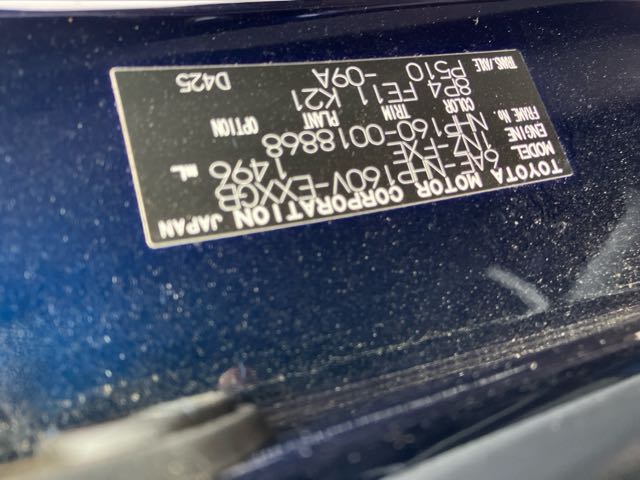 TOYOTA MOTOR CORPORATION JAPAN
MODEL 6AE-NHP160V-EXXGB
ENGINE 1NZ-FXE 1496 mL
FRAME No NHP160-0018868
COLOR TRIM PLANT OPTION
8P4 FE11 K21
TRNS./AXLE P510 -09A
D425